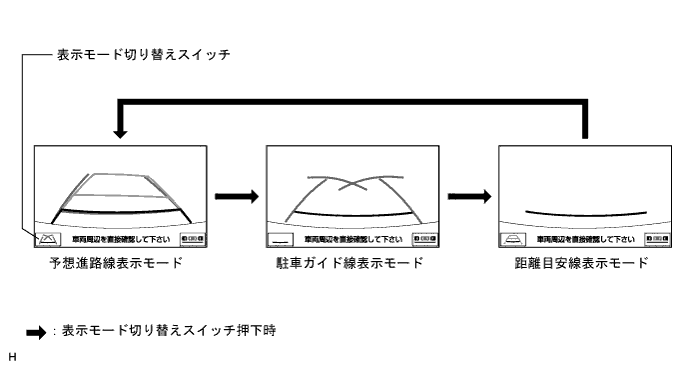 表示モード切り替えスイッチ
車両周辺を直接確認して下さい
車両周辺を直接確認して下さい
車両周辺を直接確認して下さい
予想進路線表示モード
駐車ガイド線表示モード
距離目安線表示モード
：表示モード切り替えスイッチ押下時
H